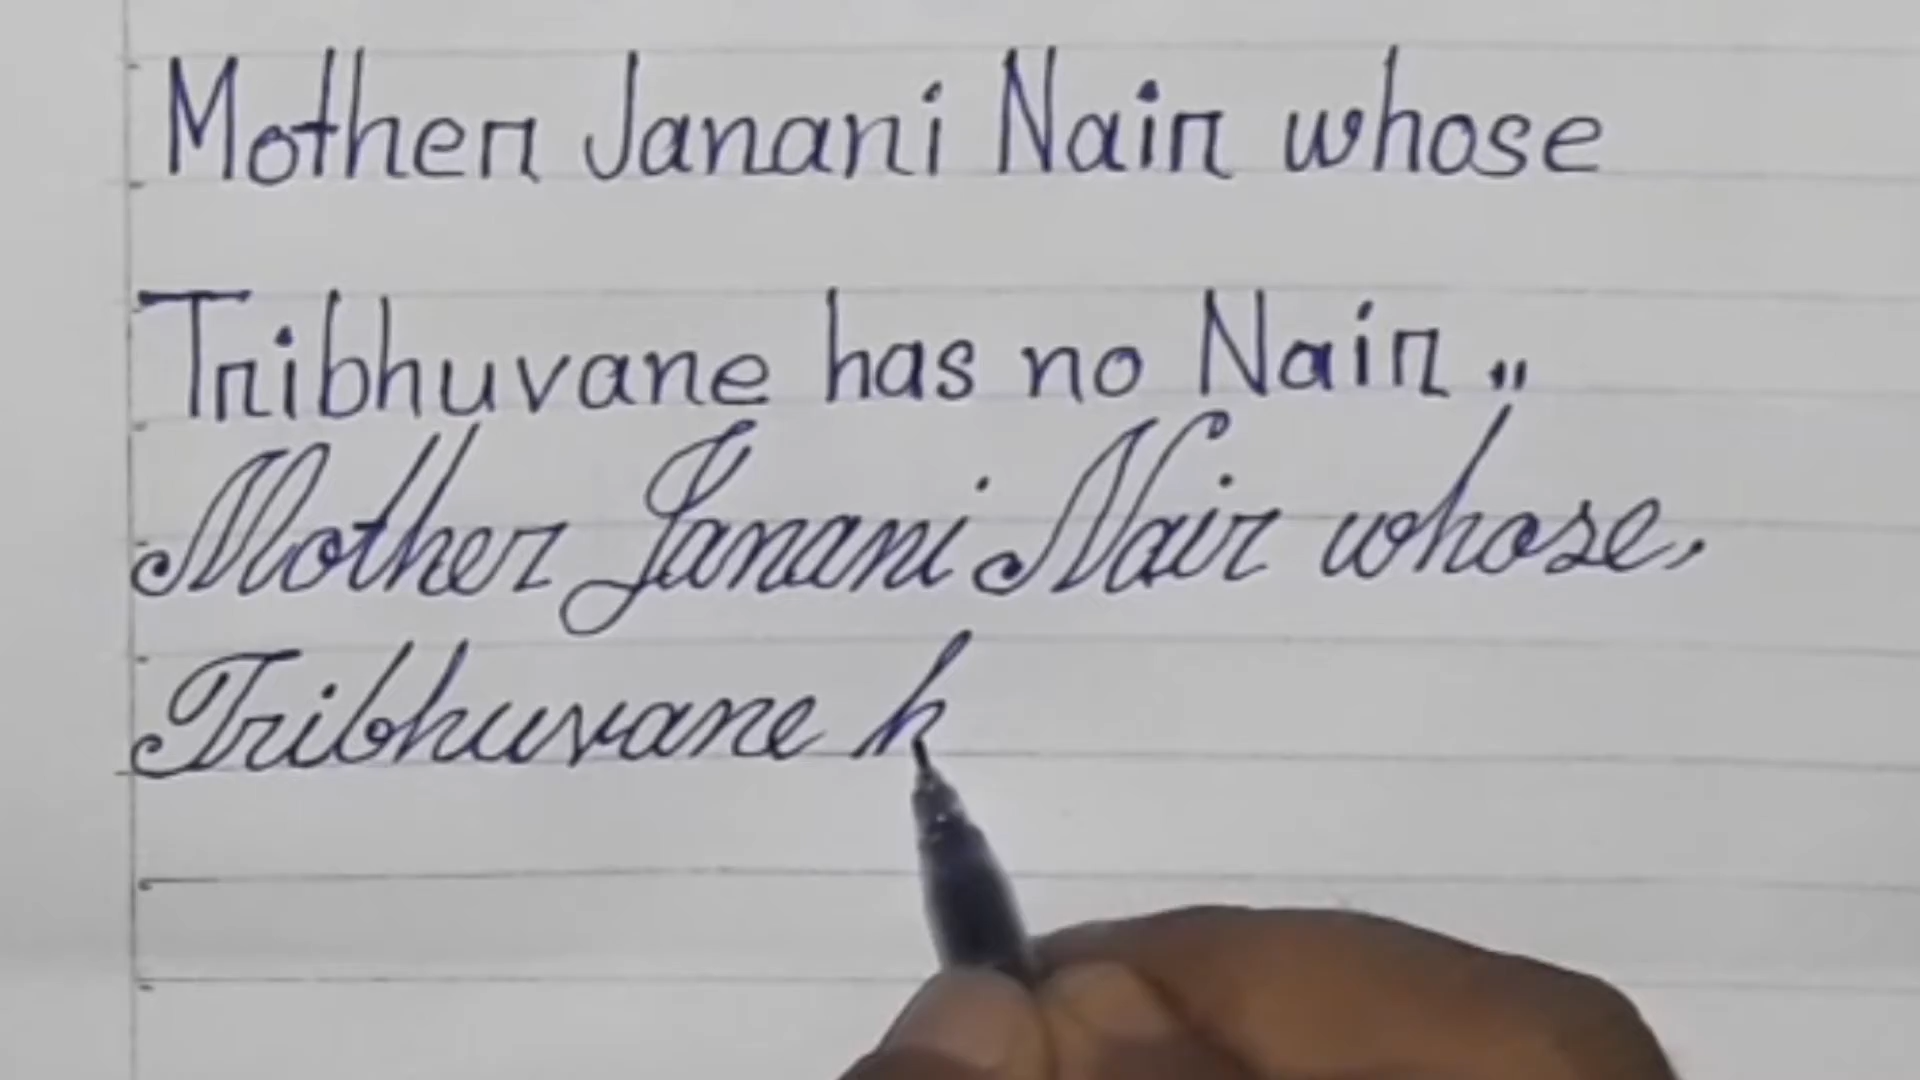 Mother Janani Nair whose
Tribhuvane has no Nair "
Mother Janani Nair whose,
Tribhuvane h